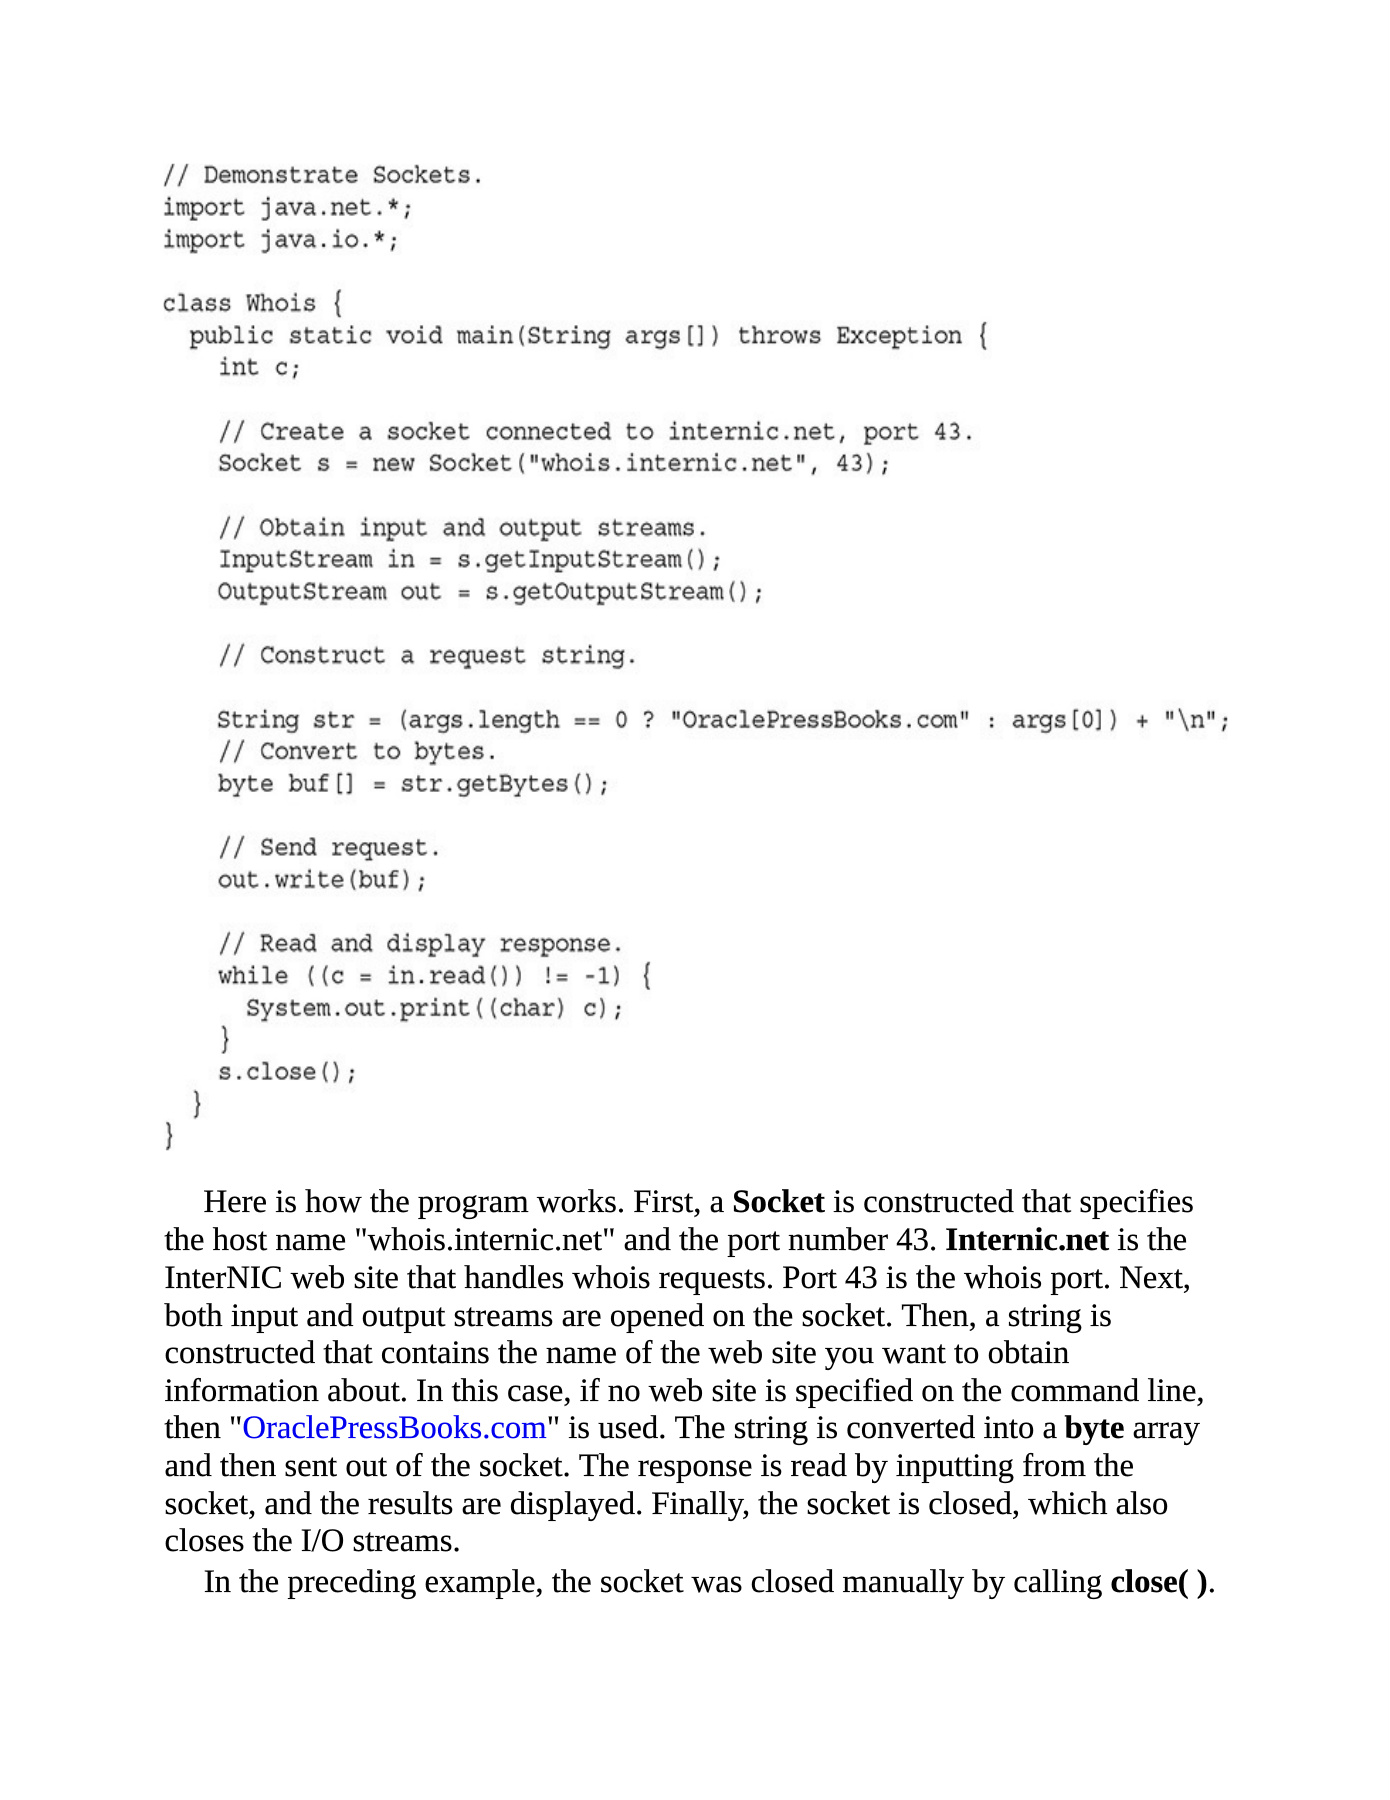 // Demonstrate Sockets.
import java.net.*;
import java.io.*;

class Whois {
  public static void main(String args[]) throws Exception {
    int c;

    // Create a socket connected to internic.net, port 43.
    Socket s = new Socket("whois.internic.net", 43);

    // Obtain input and output streams.
    InputStream in = s.getInputStream();
    OutputStream out = s.getOutputStream();

    // Construct a request string.

    String str = (args.length == 0 ? "OraclePressBooks.com" : args[0]) + "\n";
    // Convert to bytes.
    byte buf[] = str.getBytes();

    // Send request.
    out.write(buf);

    // Read and display response.
    while ((c = in.read()) != -1) {
      System.out.print((char) c);
    }
    s.close();
  }
}
Here is how the program works. First, a Socket is constructed that specifies
the host name "whois.internic.net" and the port number 43. Internic.net is the
InterNIC web site that handles whois requests. Port 43 is the whois port. Next,
both input and output streams are opened on the socket. Then, a string is
constructed that contains the name of the web site you want to obtain
information about. In this case, if no web site is specified on the command line,
then "OraclePressBooks.com" is used. The string is converted into a byte array
and then sent out of the socket. The response is read by inputting from the
socket, and the results are displayed. Finally, the socket is closed, which also
closes the I/O streams.
In the preceding example, the socket was closed manually by calling close( ).